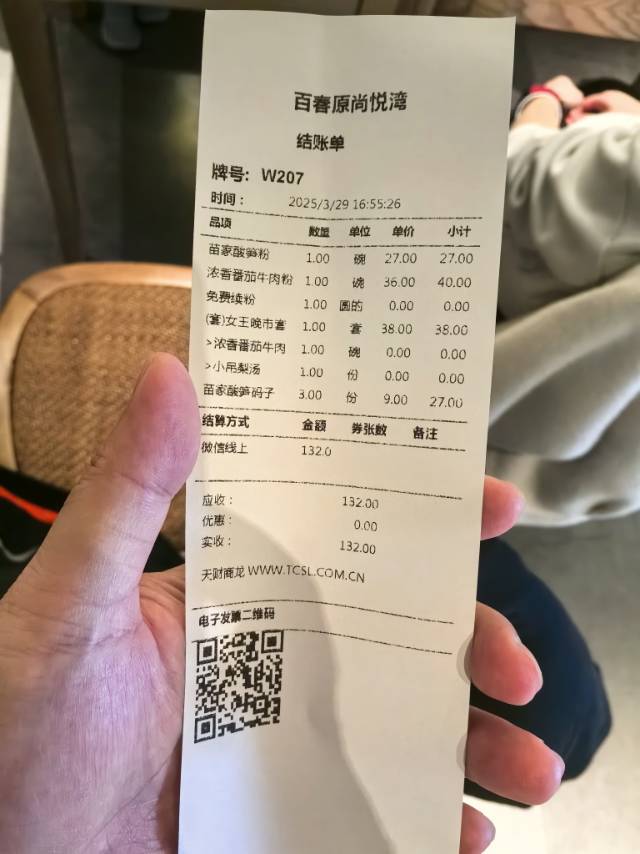 百春原尚悦湾
结账单
牌号: W207
时间： 2025/3/29 16:55:26
品项 数量 单位 单价 小计
苗家酸笋粉 1.00 碗 27.00 27.00
浓香番茄牛肉粉 1.00 碗 36.00 40.00
免费续粉 1.00 圆的 0.00 0.00
(套)女王晚市套 1.00 套 38.00 38.00
>浓香番茄牛肉 1.00 碗 0.00 0.00
>小吊梨汤 1.00 份 0.00 0.00
苗家酸笋码子 3.00 份 9.00 27.00
结算方式 金额 券张数 备注
微信线上 132.0
应收： 132.00
优惠： 0.00
实收： 132.00
天财商龙 WWW.TCSL.COM.CN
电子发票二维码